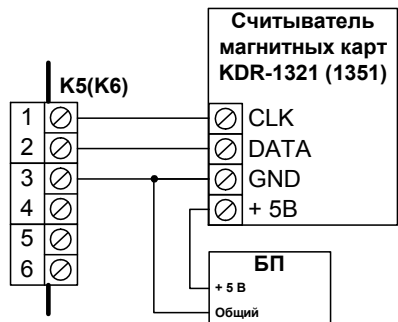 Считыватель
магнитных карт
KDR-1321 (1351)
K5(K6)
1 CLK
2 DATA
3 GND
4 + 5В
5
6
БП
+ 5 В
Общий